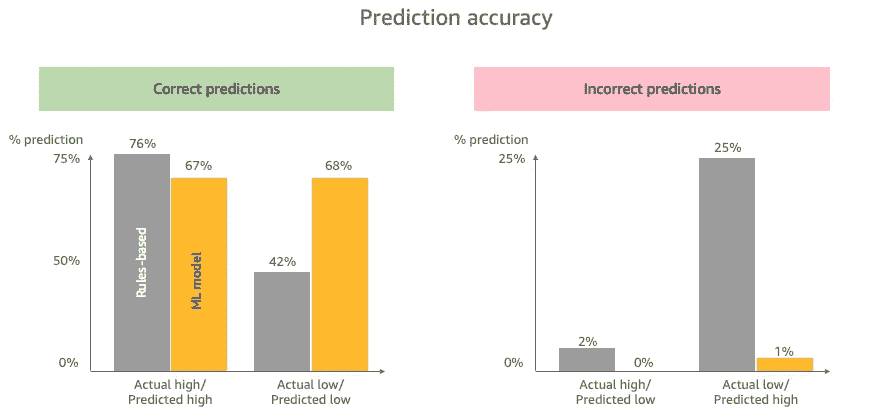 Prediction accuracy
Correct predictions
% prediction
75%
50%
0%
76%
67%
42%
68%
Rules-based
ML model
Actual high/
Predicted high
Actual low/
Predicted low
Incorrect predictions
% prediction
25%
0%
2%
0%
25%
1%
Actual high/
Predicted low
Actual low/
Predicted high